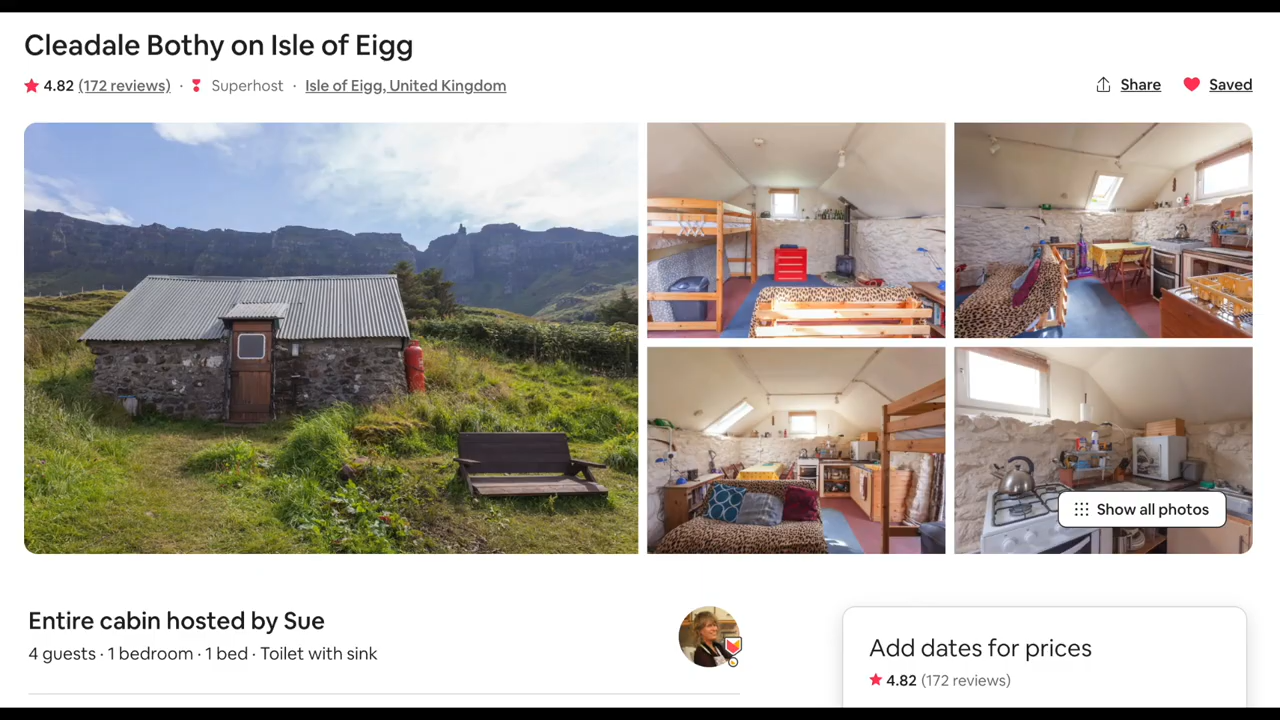 Cleadale Bothy on Isle of Eigg
4.82 (172 reviews) · Superhost · Isle of Eigg, United Kingdom
Share Saved
Show all photos
Entire cabin hosted by Sue
4 guests · 1 bedroom · 1 bed · Toilet with sink
Add dates for prices
4.82 (172 reviews)